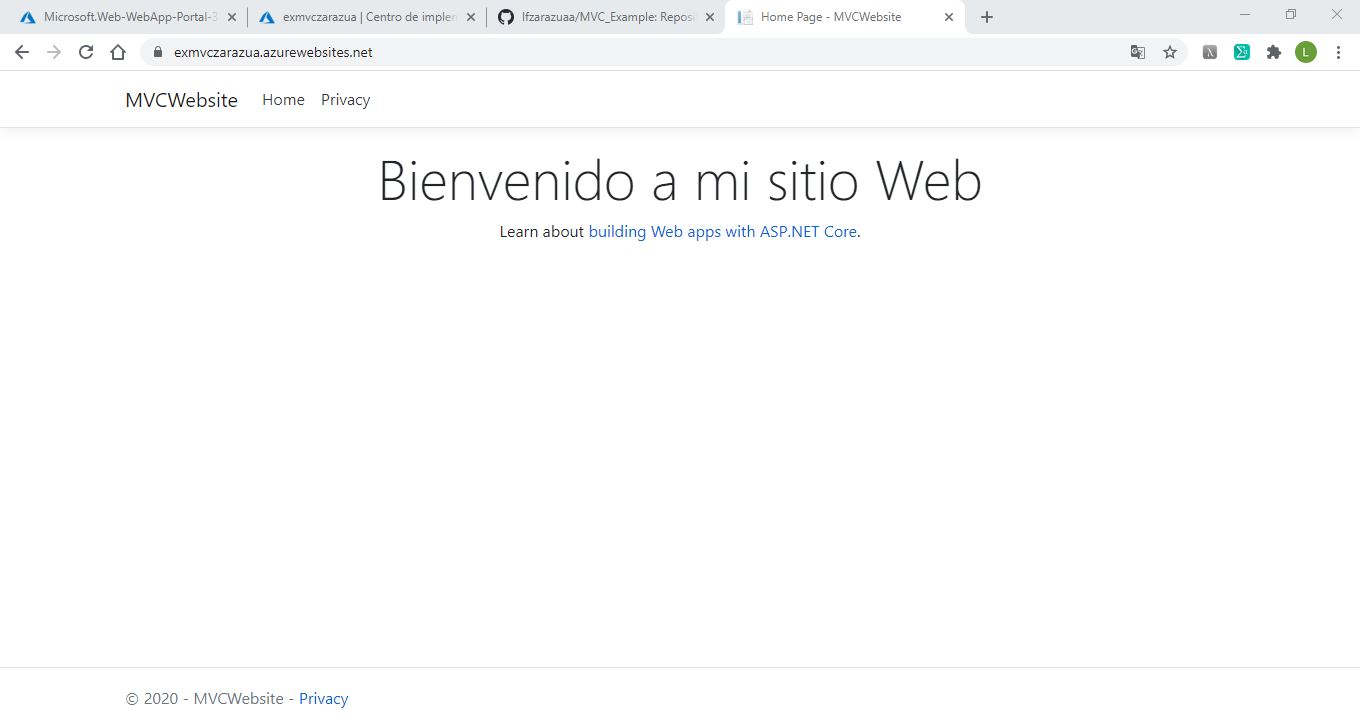 Microsoft.Web-WebApp-Portal-3
exmvczarazua | Centro de implem
lfzarazuaa/MVC_Example: Reposi
Home Page - MVCWebsite
exmvczarazua.azurewebsites.net
L
MVCWebsite Home Privacy
Bienvenido a mi sitio Web
Learn about building Web apps with ASP.NET Core.
© 2020 - MVCWebsite - Privacy